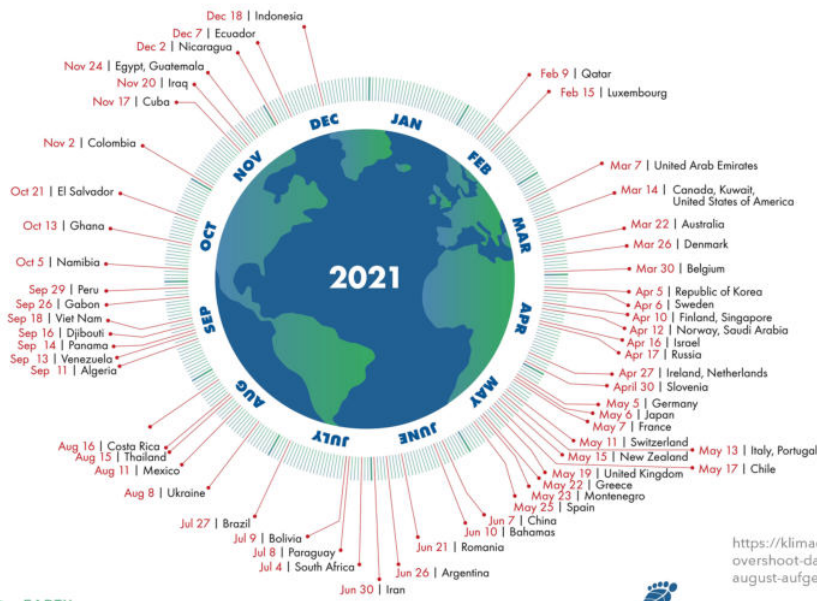 Dec 18 | Indonesia
Dec 7 | Ecuador
Dec 2 | Nicaragua
Nov 24 | Egypt, Guatemala
Nov 20 | Iraq
Nov 17 | Cuba
Nov 2 | Colombia
Oct 21 | El Salvador
Oct 13 | Ghana
Oct 5 | Namibia
Sep 29 | Peru
Sep 26 | Gabon
Sep 18 | Viet Nam
Sep 16 | Djibouti
Sep 14 | Panama
Sep 13 | Venezuela
Sep 11 | Algeria
Aug 16 | Costa Rica
Aug 15 | Thailand
Aug 11 | Mexico
Aug 8 | Ukraine
Jul 27 | Brazil
Jul 9 | Bolivia
Jul 8 | Paraguay
Jul 4 | South Africa
Jun 30 | Iran
Feb 9 | Qatar
Feb 15 | Luxembourg
Mar 7 | United Arab Emirates
Mar 14 | Canada, Kuwait,
United States of America
Mar 22 | Australia
Mar 26 | Denmark
Mar 30 | Belgium
Apr 5 | Republic of Korea
Apr 6 | Sweden
Apr 10 | Finland, Singapore
Apr 12 | Norway, Saudi Arabia
Apr 16 | Israel
Apr 17 | Russia
Apr 27 | Ireland, Netherlands
April 30 | Slovenia
May 5 | Germany
May 6 | Japan
May 7 | France
May 11 | Switzerland
May 13 | Italy, Portugal
May 15 | New Zealand
May 17 | Chile
May 19 | United Kingdom
May 22 | Greece
May 23 | Montenegro
May 25 | Spain
Jun 7 | China
Jun 10 | Bahamas
Jun 21 | Romania
Jun 26 | Argentina
JAN
FEB
MAR
APR
MAY
JUNE
JULY
AUG
SEP
OCT
NOV
DEC
2021
https://klima
overshoot-da
august-aufge